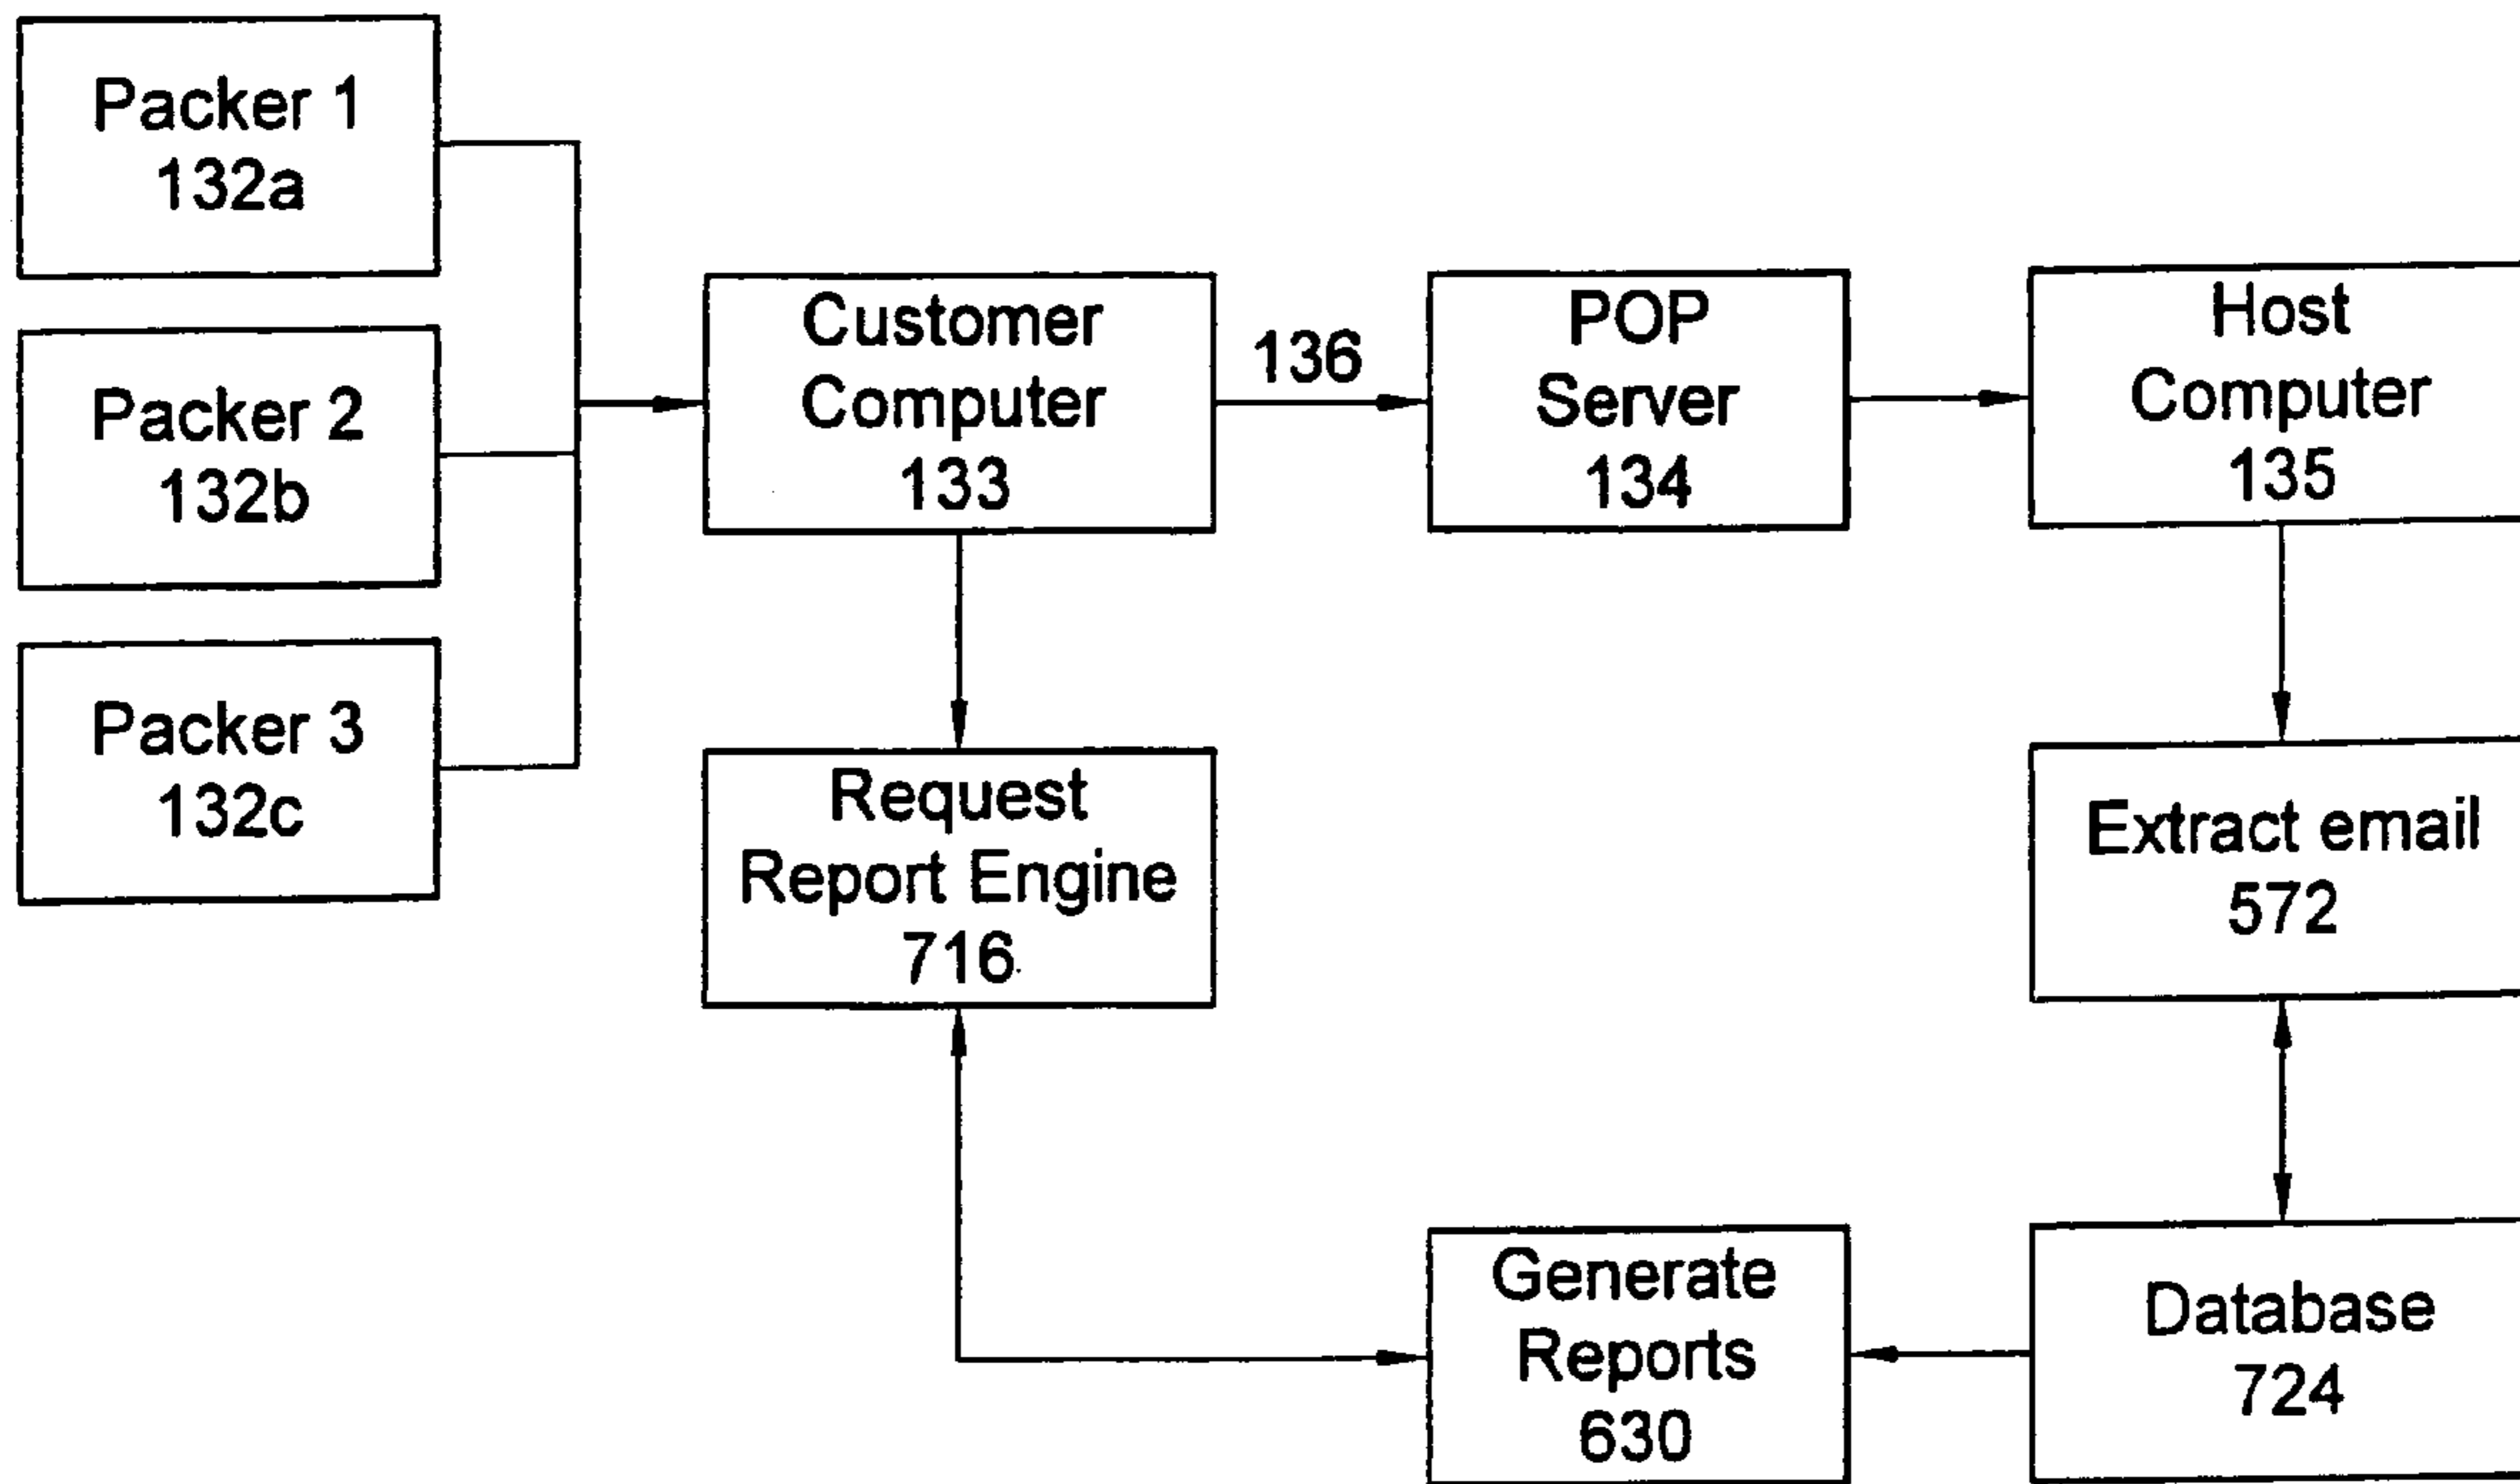 Packer 1
132a
Packer 2
132b
Packer 3
132c
Customer
Computer
133
136
POP
Server
134
Host
Computer
135
Request
Report Engine
716
Extract email
572
Generate
Reports
630
Database
724